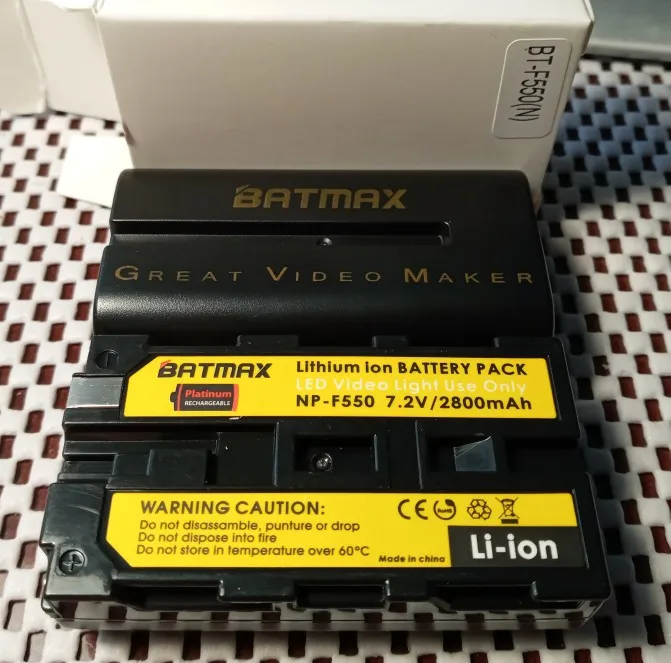 BT-F550(N)
BATMAX
GREAT VIDEO MAKER
BATMAX
Platinum
RECHARGEABLE
Lithium ion BATTERY PACK
LED Video Light Use Only
NP-F550 7.2V/2800mAh
WARNING CAUTION:
Do not disassamble, punture or drop
Do not dispose into fire
Do not store in temperature over 60°C
Made in china
CE RoHS
Li-ion